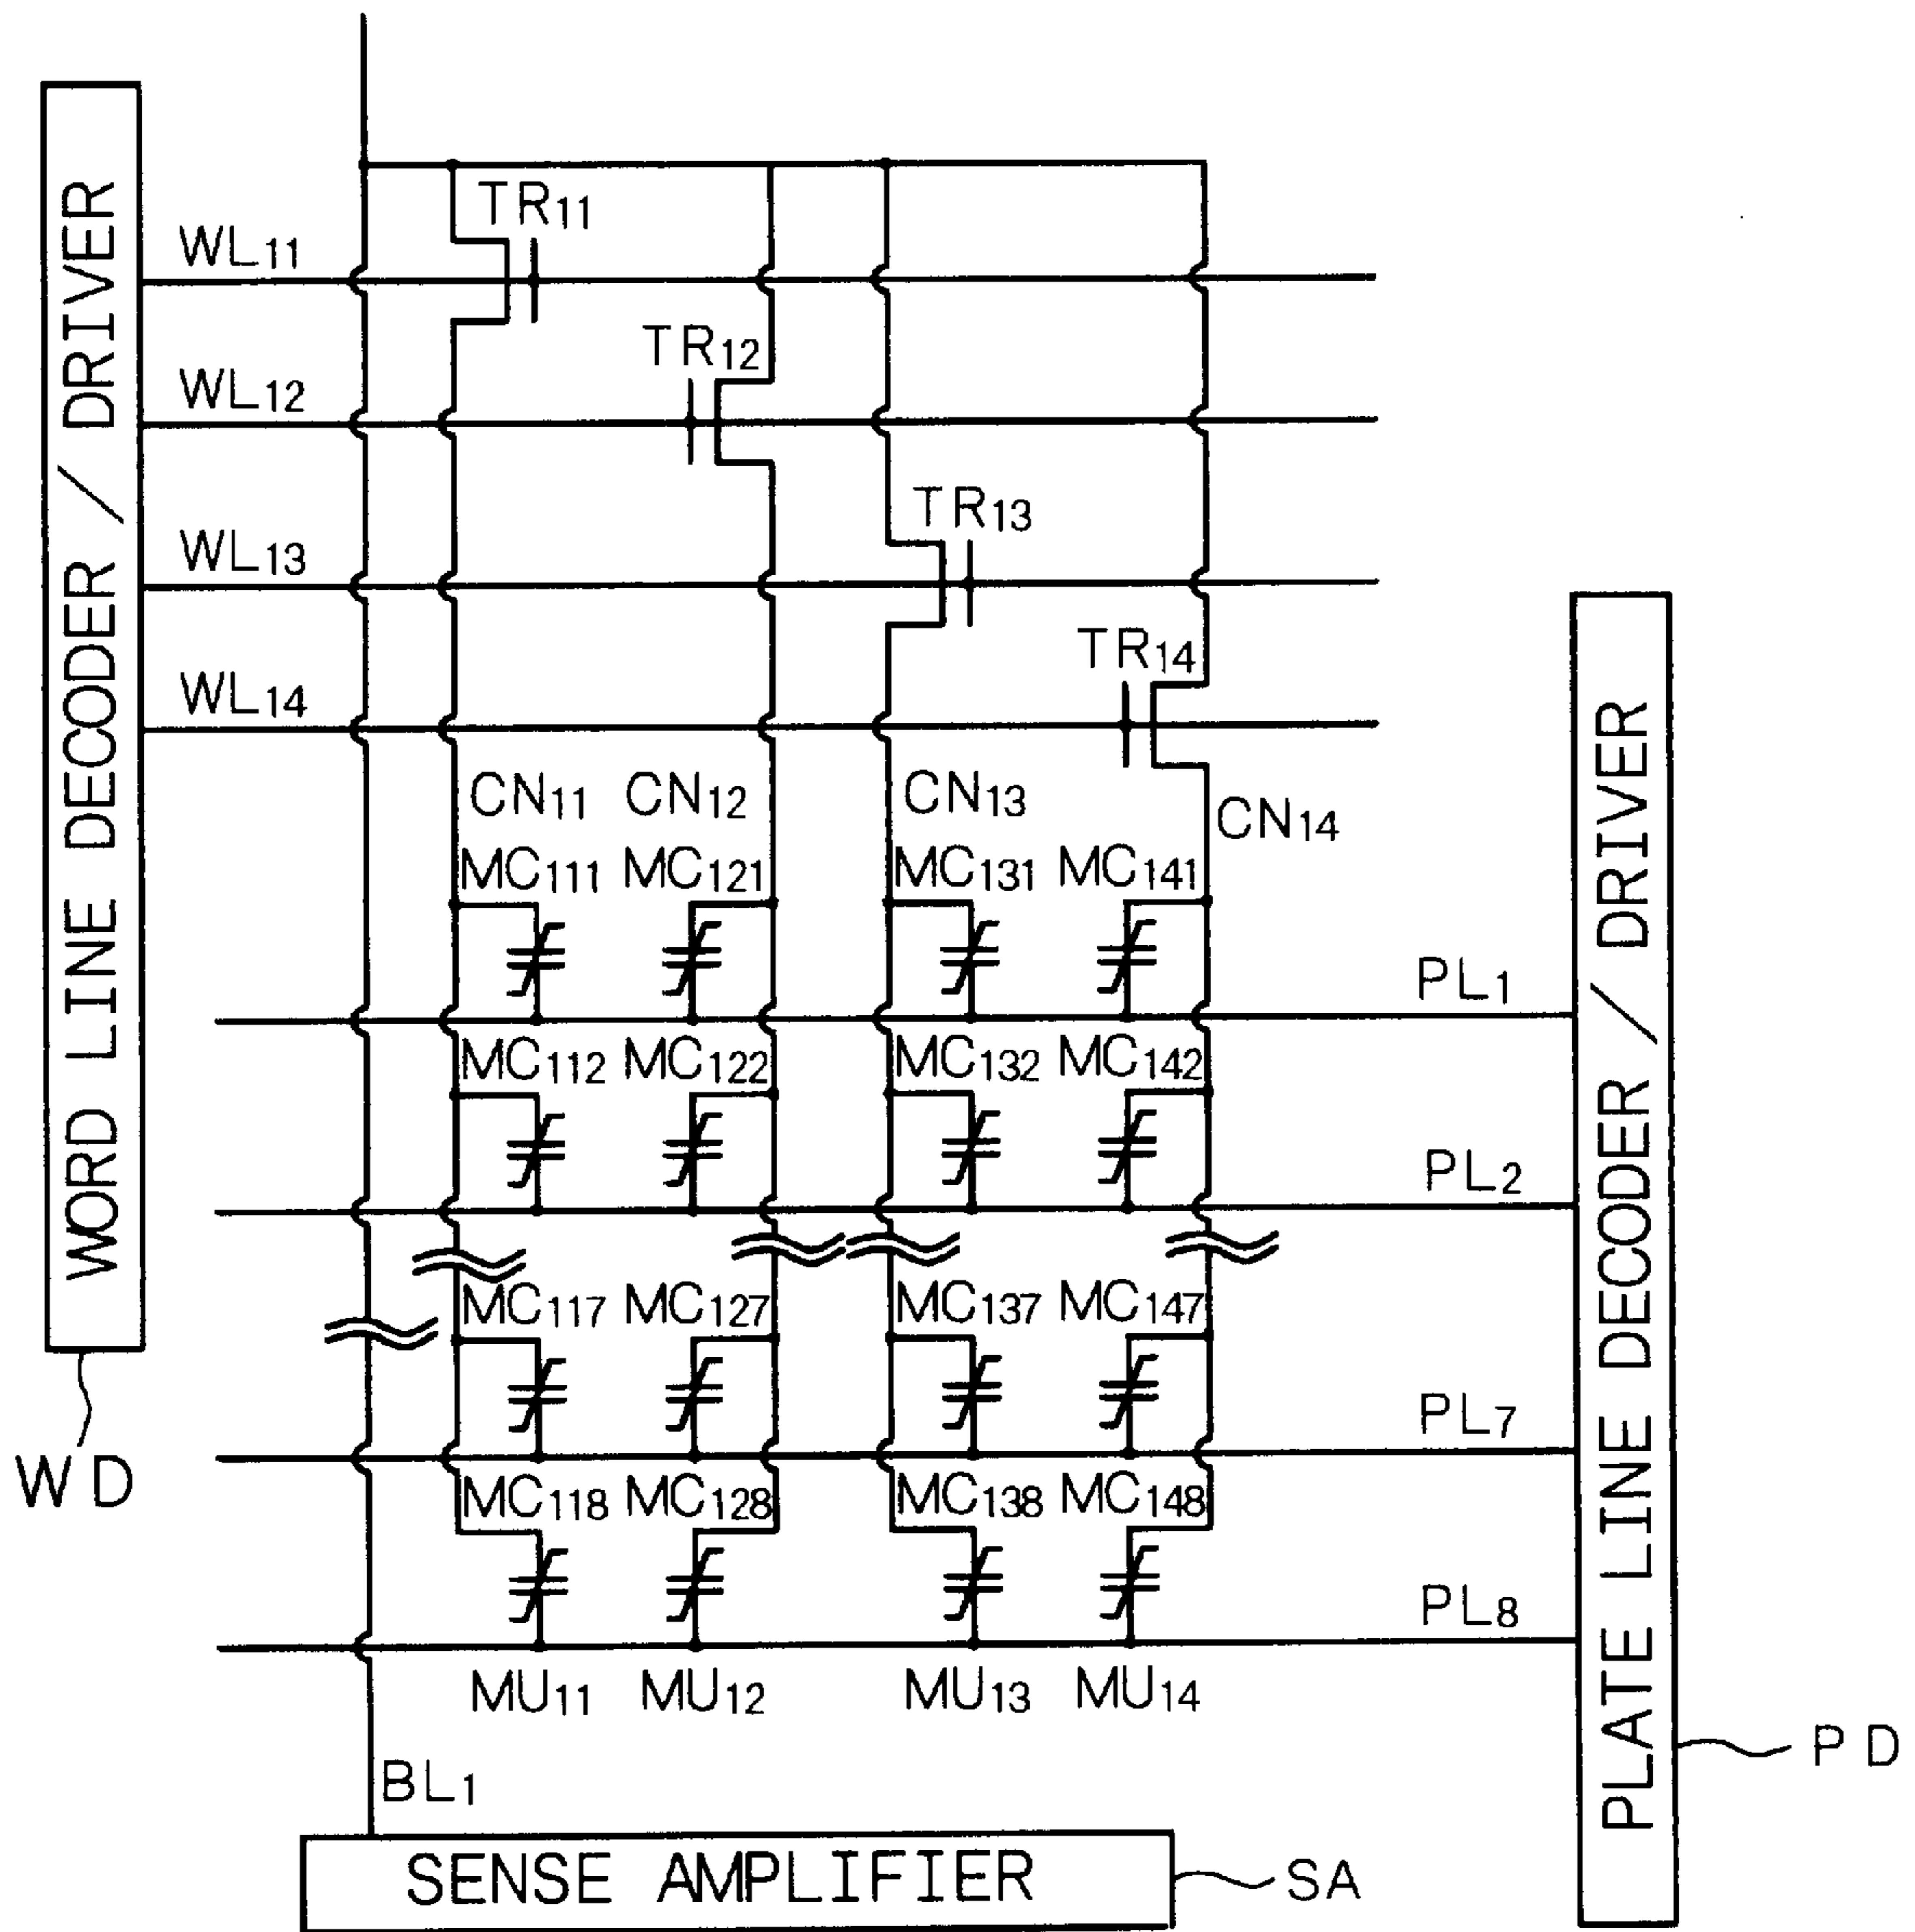 WORD LINE DECODER / DRIVER
WD
TR11
WL11
TR12
WL12
TR13
WL13
TR14
WL14
CN11 CN12 CN13 CN14
MC111 MC121 MC131 MC141
PL1
MC112 MC122 MC132 MC142
PL2
MC117 MC127 MC137 MC147
PL7
MC118 MC128 MC138 MC148
PL8
MU11 MU12 MU13 MU14
BL1
SENSE AMPLIFIER
SA
PLATE LINE DECODER / DRIVER
PD